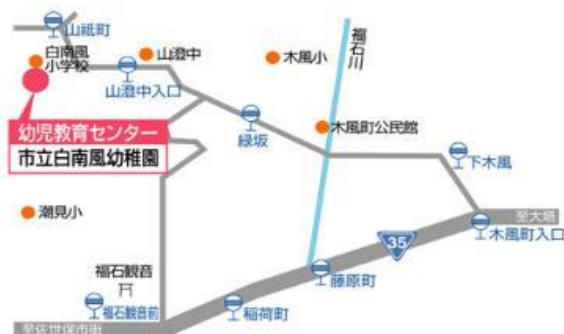 山祇町
白南風
小学校
山澄中
木風小
福石川
山澄中入口
幼児教育センター
市立白南風幼稚園
緑坂
木風町公民館
下木風
潮見小
至大塔
35
木風町入口
福石観音
藤原町
福石観音前
稲荷町
至佐世保市街